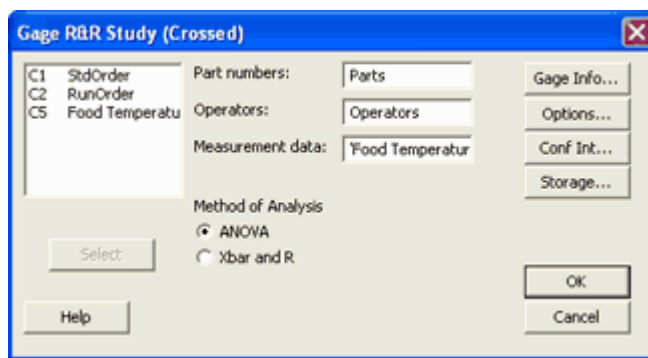 Gage R&R Study (Crossed)
C1 StdOrder
C2 RunOrder
C5 Food Temperatu
Part numbers: Parts
Operators: Operators
Measurement data: 'Food Temperatur
Method of Analysis
ANOVA
Xbar and R
Gage Info...
Options...
Conf Int...
Storage...
Select
Help
OK
Cancel